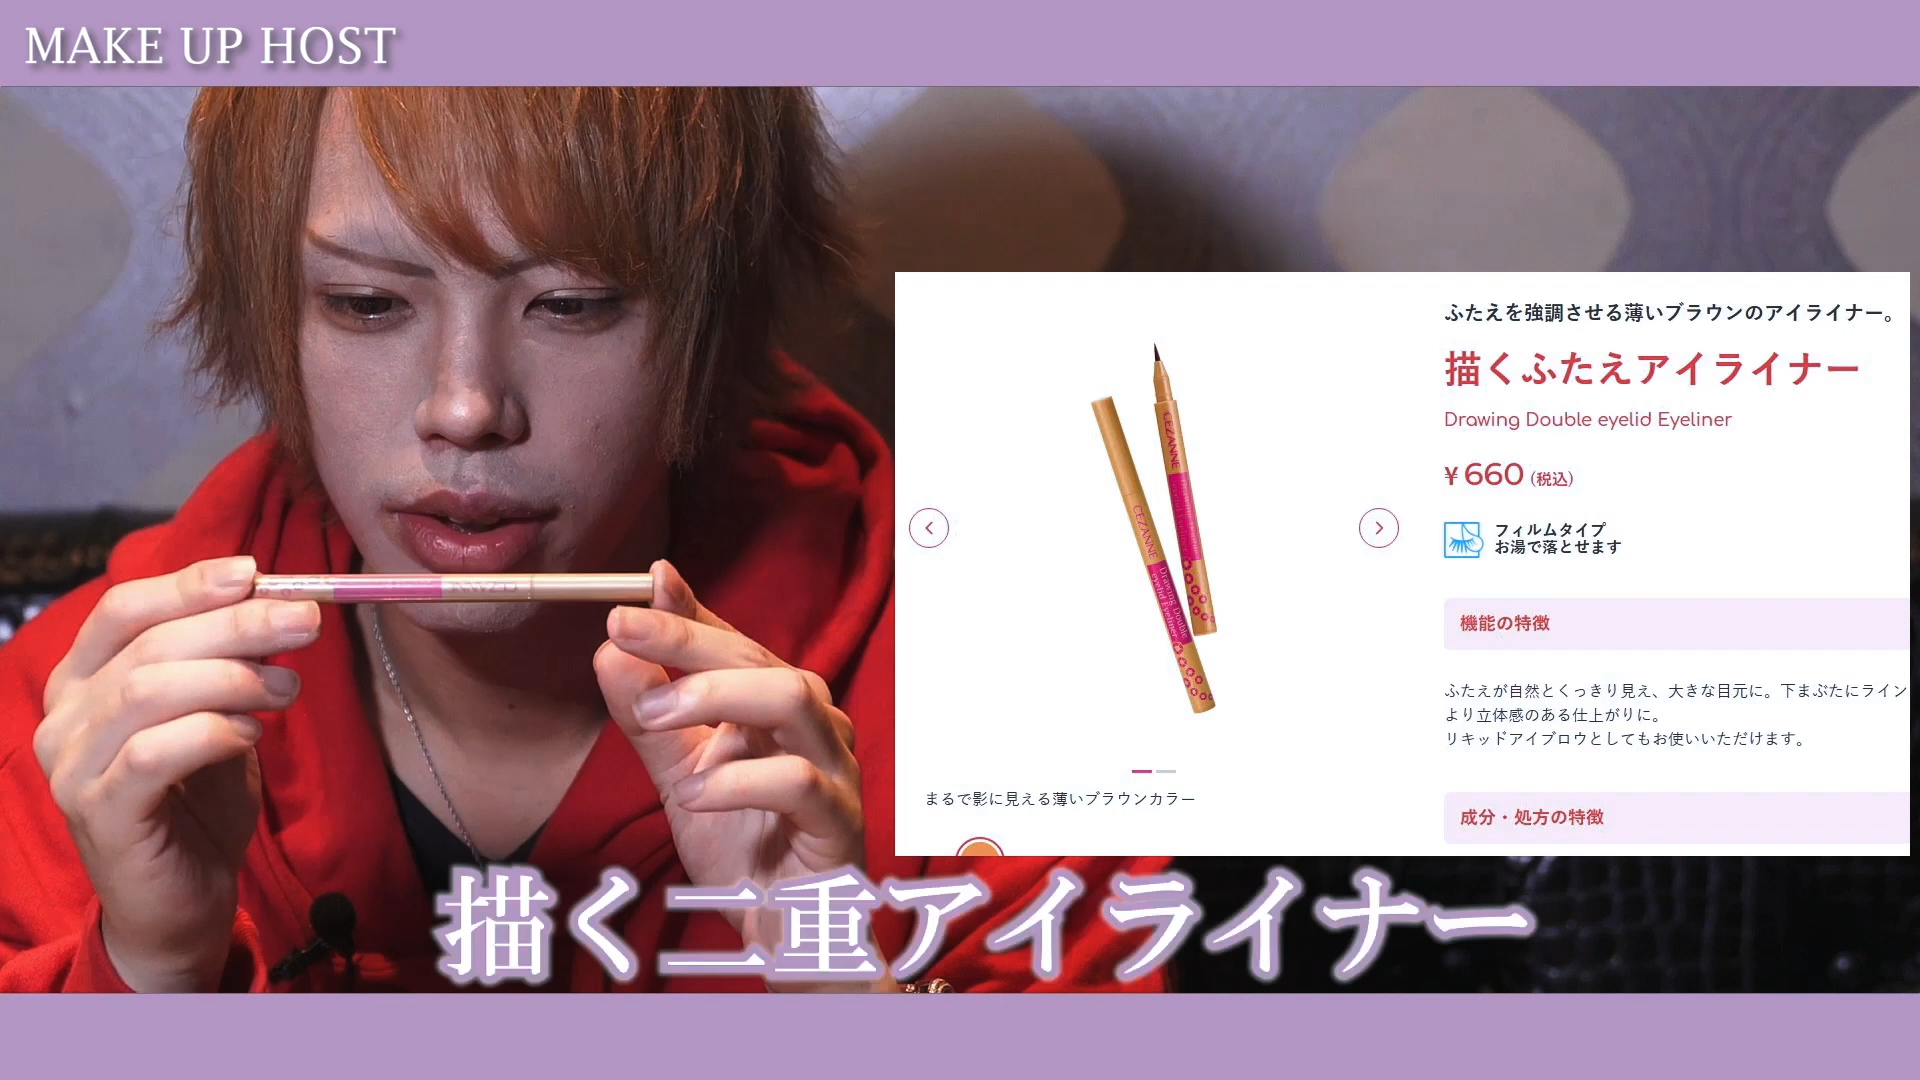 MAKE UP HOST
ふたえを強調させる薄いブラウンのアイライナー。
描くふたえアイライナー
Drawing Double eyelid Eyeliner
¥660(税込)
フィルムタイプ
お湯で落とせます
機能の特徴
ふたえが自然とくっきり見え、大きな目元に。下まぶたにライン
より立体感のある仕上がりに。
リキッドアイブロウとしてもお使いいただけます。
成分・処方の特徴
CEZANNE
CEZANNE
Drawing Double
eyelid Eyeliner
まるで影に見える薄いブラウンカラー
描く二重アイライナー